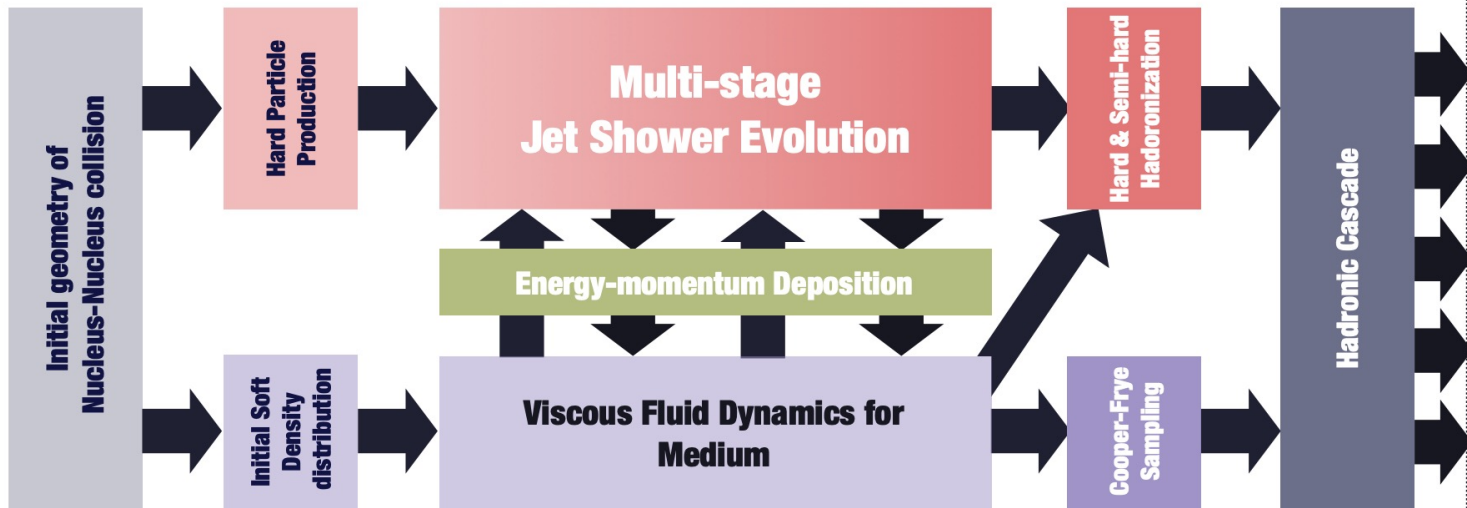 Initial geometry of
Nucleus-Nucleus collision
Hard Particle
Production
Multi-stage
Jet Shower Evolution
Hard & Semi-hard
Hadoronization
Energy-momentum Deposition
Initial Soft
Density
distribution
Viscous Fluid Dynamics for
Medium
Cooper-Frye
Sampling
Hadronic Cascade